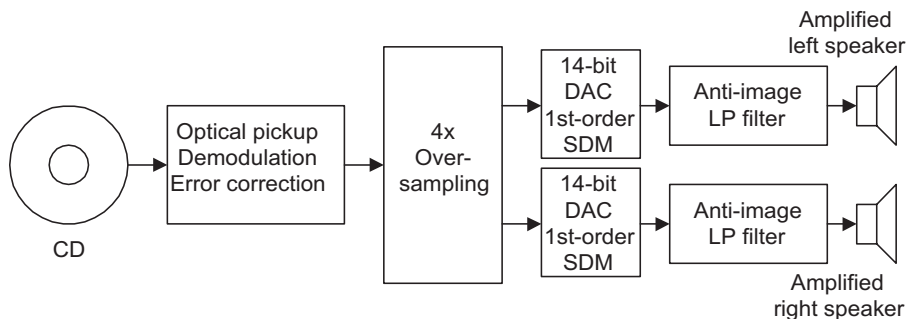 CD
Optical pickup
Demodulation
Error correction
4x
Over-
sampling
14-bit
DAC
1st-order
SDM
Anti-image
LP filter
Amplified
left speaker
14-bit
DAC
1st-order
SDM
Anti-image
LP filter
Amplified
right speaker